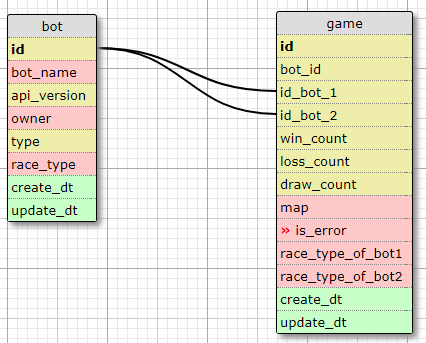 bot
id
bot_name
api_version
owner
type
race_type
create_dt
update_dt
game
id
bot_id
id_bot_1
id_bot_2
win_count
loss_count
draw_count
map
» is_error
race_type_of_bot1
race_type_of_bot2
create_dt
update_dt